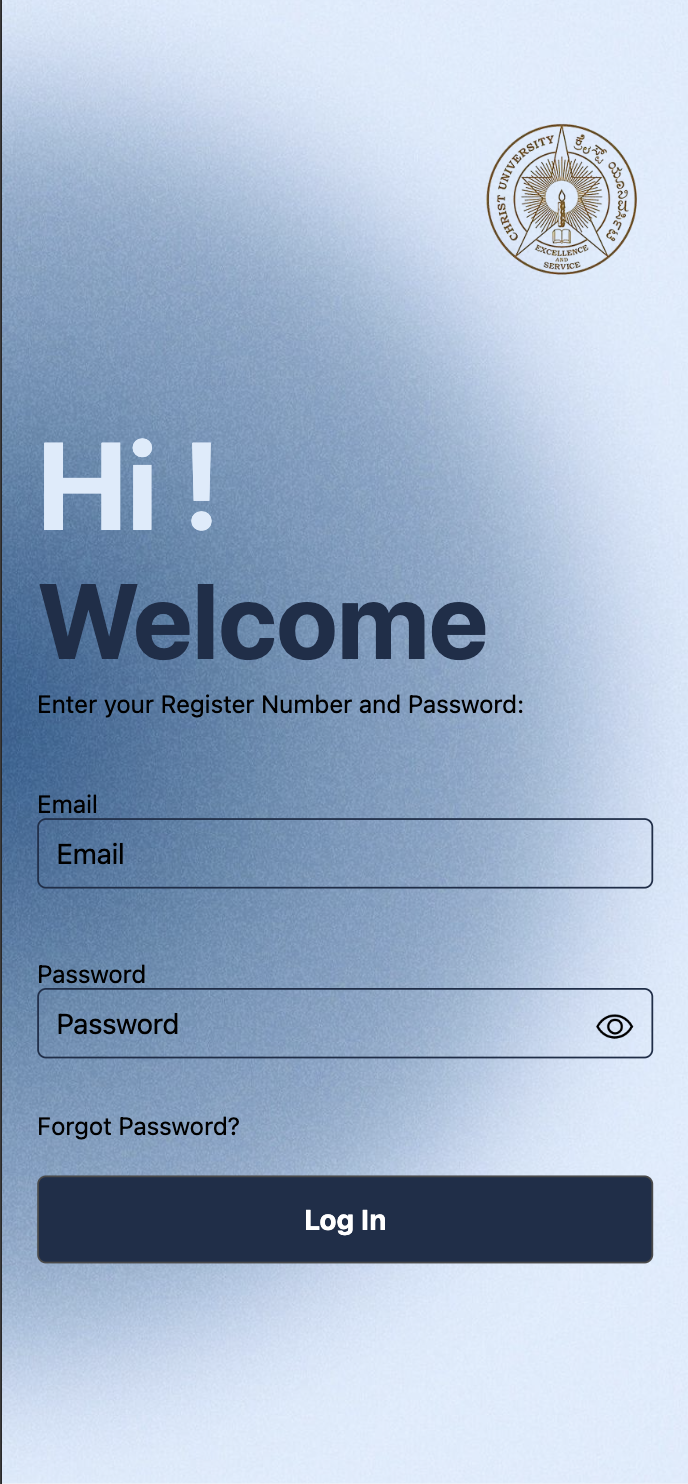 CHRIST UNIVERSITY
ಕ್ರೈಸ್ಟ್ ಯೂನಿವರ್ಸಿಟಿ
EXCELLENCE
AND
SERVICE
Hi !
Welcome
Enter your Register Number and Password:
Email
Email
Password
Password
Forgot Password?
Log In